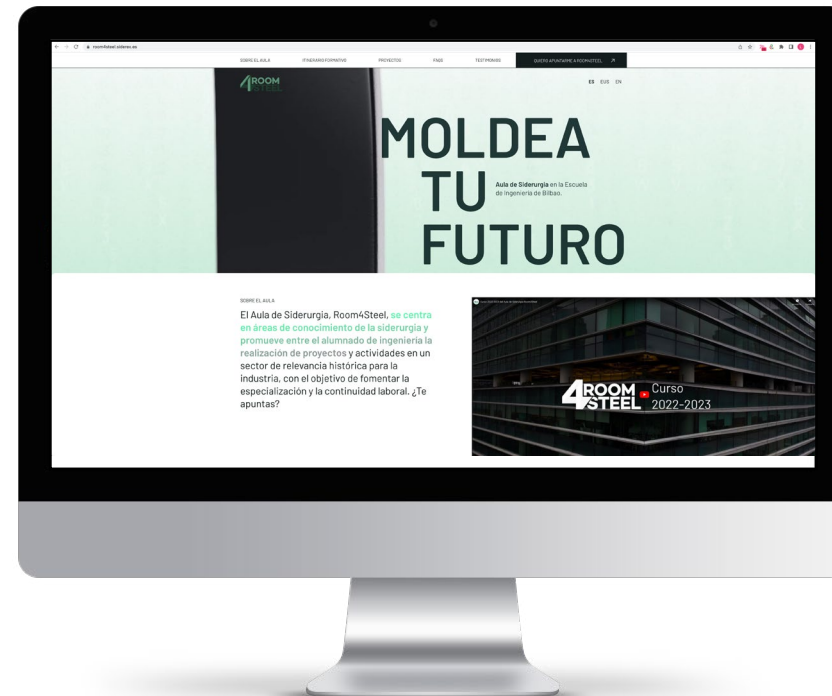 room4steel.sidenor.es
SOBRE EL AULA
ITINERARIO FORMATIVO
PROYECTOS
FAQS
TESTIMONIOS
QUIERO APUNTARME A ROOM4STEEL
4ROOM
STEEL
ES EUS EN
MOLDEA
TU
FUTURO
Aula de Siderurgia en la Escuela
de Ingeniería de Bilbao.
SOBRE EL AULA
El Aula de Siderurgia, Room4Steel, se centra
en áreas de conocimiento de la siderurgia y
promueve entre el alumnado de ingeniería la
realización de proyectos y actividades en un
sector de relevancia histórica para la
industria, con el objetivo de fomentar la
especialización y la continuidad laboral. ¿Te
apuntas?
4ROOM
STEEL
Curso
2022-2023